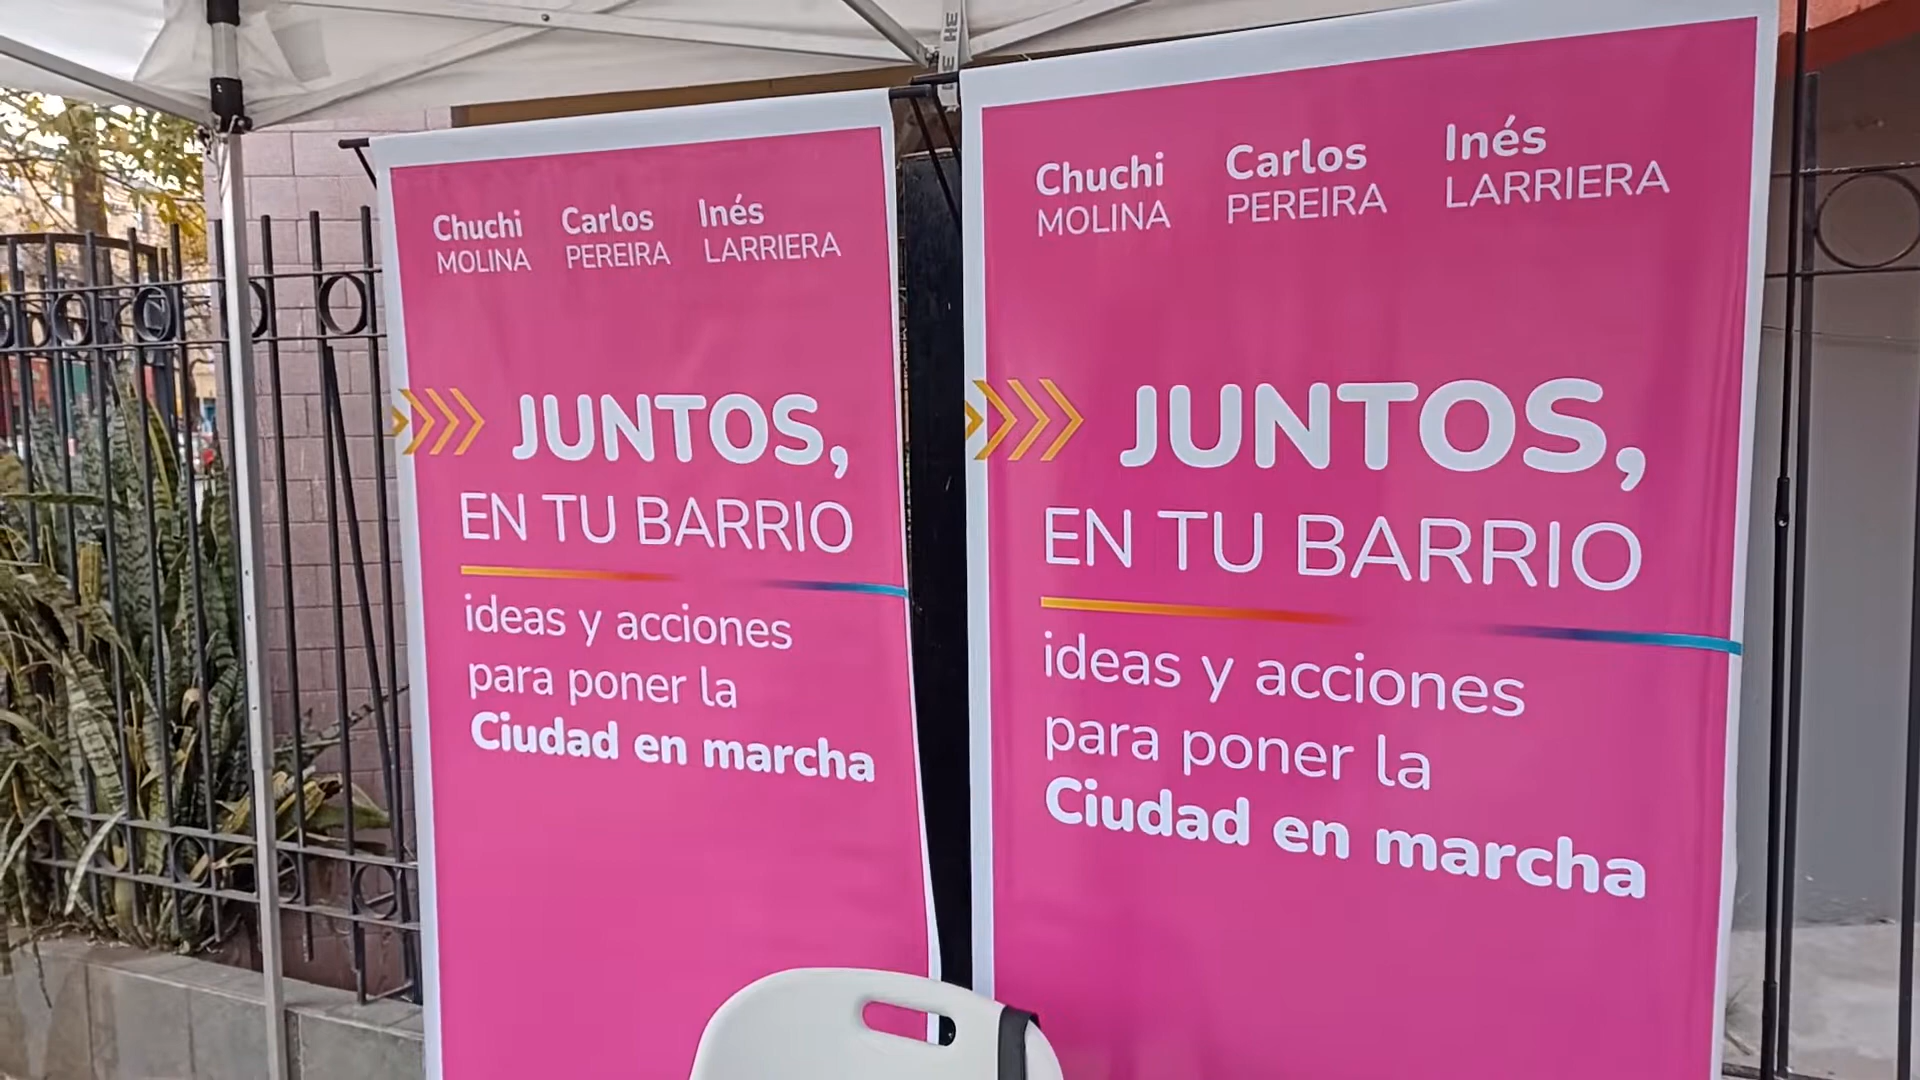 Chuchi Carlos Inés
MOLINA PEREIRA LARRIERA
JUNTOS,
EN TU BARRIO
ideas y acciones
para poner la
Ciudad en marcha
Chuchi Carlos Inés
MOLINA PEREIRA LARRIERA
JUNTOS,
EN TU BARRIO
ideas y acciones
para poner la
Ciudad en marcha